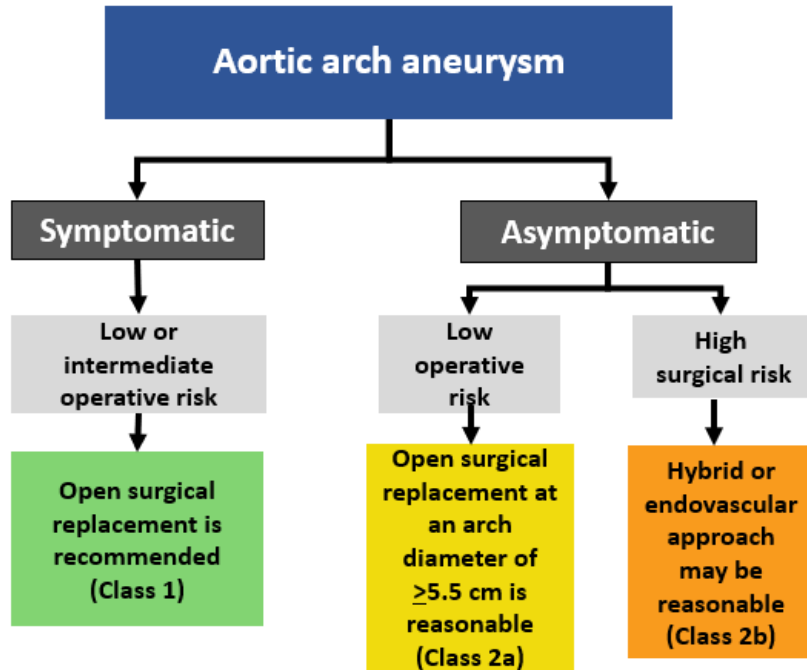 Aortic arch aneurysm
Symptomatic
Asymptomatic
Low or
intermediate
operative risk
Low
operative
risk
High
surgical risk
Open surgical
replacement is
recommended
(Class 1)
Open surgical
replacement at
an arch
diameter of
≥5.5 cm is
reasonable
(Class 2a)
Hybrid or
endovascular
approach
may be
reasonable
(Class 2b)